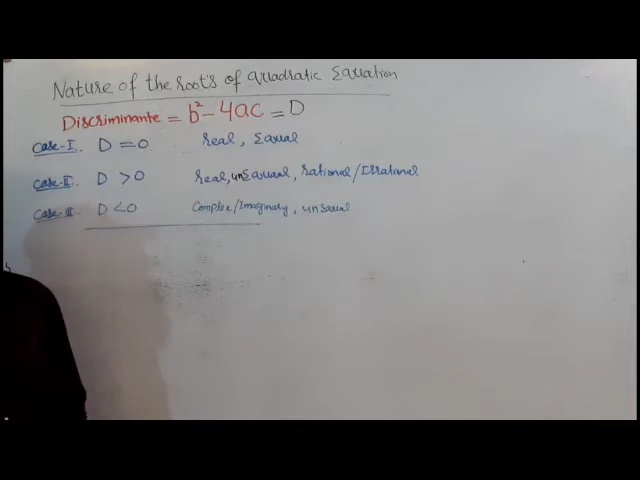 Nature of the roots of Quadratic Equation
Discriminante = b² - 4ac = D
Case-I. D = 0 Real, Equal
Case-II. D > 0 Real, unEqual, Rational/Irrational
Case-III. D < 0 Complex/Imaginary, unEqual